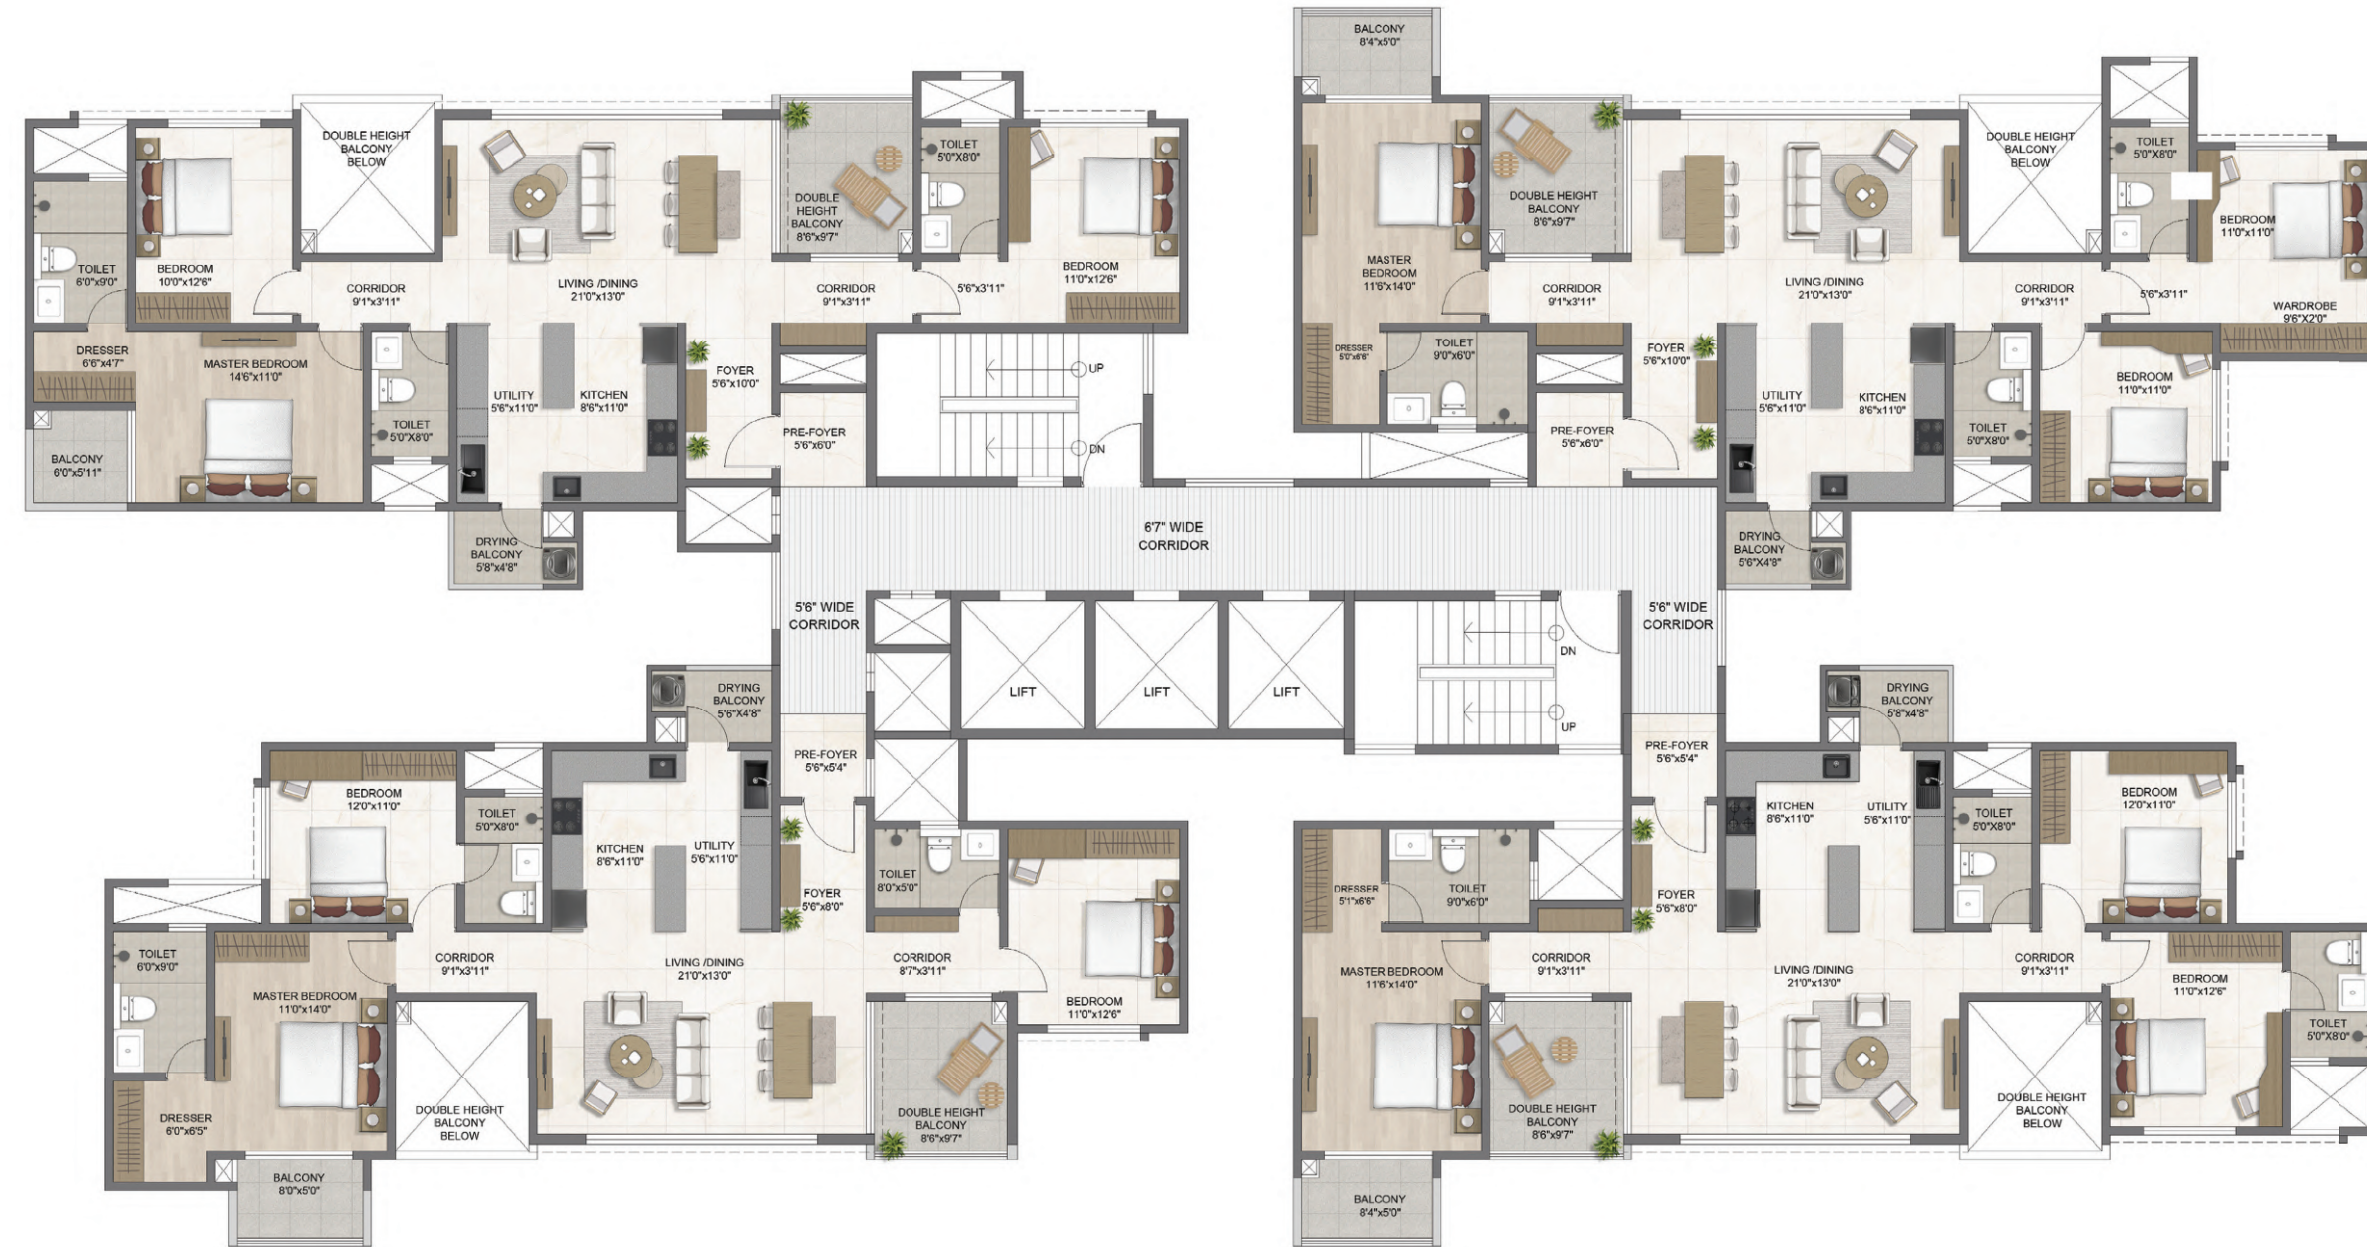 DOUBLE HEIGHT
BALCONY
BELOW
TOILET
6'0"x9'0"
BEDROOM
10'0"x12'6"
CORRIDOR
9'1"x3'11"
LIVING /DINING
21'0"x13'0"
DOUBLE
HEIGHT
BALCONY
8'6"x9'7"
TOILET
5'0"X8'0"
BEDROOM
11'0"x12'6"
CORRIDOR
9'1"x3'11"
5'6"x3'11"
DRESSER
6'6"x4'7"
MASTER BEDROOM
14'6"x11'0"
BALCONY
6'0"x5'11"
TOILET
5'0"X8'0"
UTILITY
5'6"x11'0"
KITCHEN
8'6"x11'0"
FOYER
5'6"x10'0"
PRE-FOYER
5'6"x6'0"
UP
DN
DRYING
BALCONY
5'8"x4'8"
BALCONY
8'4"x5'0"
MASTER
BEDROOM
11'6"x14'0"
DOUBLE HEIGHT
BALCONY
8'6"x9'7"
CORRIDOR
9'1"x3'11"
LIVING /DINING
21'0"x13'0"
DOUBLE HEIGHT
BALCONY
BELOW
TOILET
5'0"X8'0"
BEDROOM
11'0"x11'0"
CORRIDOR
9'1"x3'11"
5'6"x3'11"
WARDROBE
9'6"X2'0"
DRESSER
5'0"x6'6"
TOILET
9'0"x6'0"
FOYER
5'6"x10'0"
PRE-FOYER
5'6"x6'0"
UTILITY
5'6"x11'0"
KITCHEN
8'6"x11'0"
TOILET
5'0"X8'0"
BEDROOM
11'0"x11'0"
DRYING
BALCONY
5'6"X4'8"
6'7" WIDE
CORRIDOR
5'6" WIDE
CORRIDOR
LIFT
LIFT
LIFT
DN
UP
5'6" WIDE
CORRIDOR
DRYING
BALCONY
5'6"X4'8"
PRE-FOYER
5'6"x5'4"
BEDROOM
12'0"x11'0"
TOILET
5'0"X8'0"
KITCHEN
8'6"x11'0"
UTILITY
5'6"x11'0"
FOYER
5'6"x8'0"
TOILET
8'0"x5'0"
TOILET
6'0"x9'0"
MASTER BEDROOM
11'0"x14'0"
CORRIDOR
9'1"x3'11"
LIVING /DINING
21'0"x13'0"
CORRIDOR
8'7"x3'11"
BEDROOM
11'0"x12'6"
DRESSER
6'0"x6'5"
DOUBLE HEIGHT
BALCONY
BELOW
DOUBLE HEIGHT
BALCONY
8'6"x9'7"
BALCONY
8'0"x5'0"
DRYING
BALCONY
5'8"x4'8"
PRE-FOYER
5'6"x5'4"
KITCHEN
8'6"x11'0"
UTILITY
5'6"x11'0"
TOILET
5'0"X8'0"
BEDROOM
12'0"x11'0"
DRESSER
5'1"x6'6"
TOILET
9'0"x6'0"
FOYER
5'6"x8'0"
MASTER BEDROOM
11'6"x14'0"
CORRIDOR
9'1"x3'11"
LIVING /DINING
21'0"x13'0"
CORRIDOR
9'1"x3'11"
BEDROOM
11'0"x12'6"
TOILET
5'0"X8'0"
DOUBLE HEIGHT
BALCONY
8'6"x9'7"
DOUBLE HEIGHT
BALCONY
BELOW
BALCONY
8'4"x5'0"